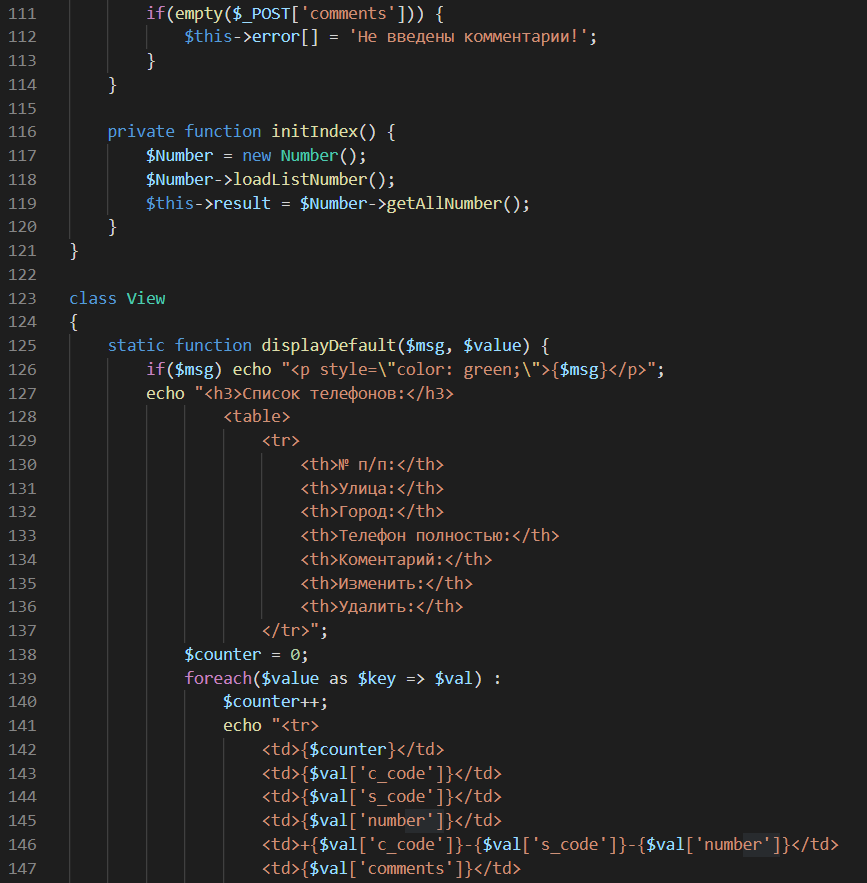 111 if(empty($_POST['comments'])) {
112 $this->error[] = 'Не введены комментарии!';
113 }
114 }
115
116 private function initIndex() {
117 $Number = new Number();
118 $Number->loadListNumber();
119 $this->result = $Number->getAllNumber();
120 }
121 }
122
123 class View
124 {
125 static function displayDefault($msg, $value) {
126 if($msg) echo "<p style=\"color: green;\">{$msg}</p>";
127 echo "<h3>Список телефонов:</h3>
128 <table>
129 <tr>
130 <th>№ п/п:</th>
131 <th>Улица:</th>
132 <th>Город:</th>
133 <th>Телефон полностью:</th>
134 <th>Коментарий:</th>
135 <th>Изменить:</th>
136 <th>Удалить:</th>
137 </tr>";
138 $counter = 0;
139 foreach($value as $key => $val) :
140 $counter++;
141 echo "<tr>
142 <td>{$counter}</td>
143 <td>{$val['c_code']}</td>
144 <td>{$val['s_code']}</td>
145 <td>{$val['number']}</td>
146 <td>+{$val['c_code']}-{$val['s_code']}-{$val['number']}</td>
147 <td>{$val['comments']}</td>